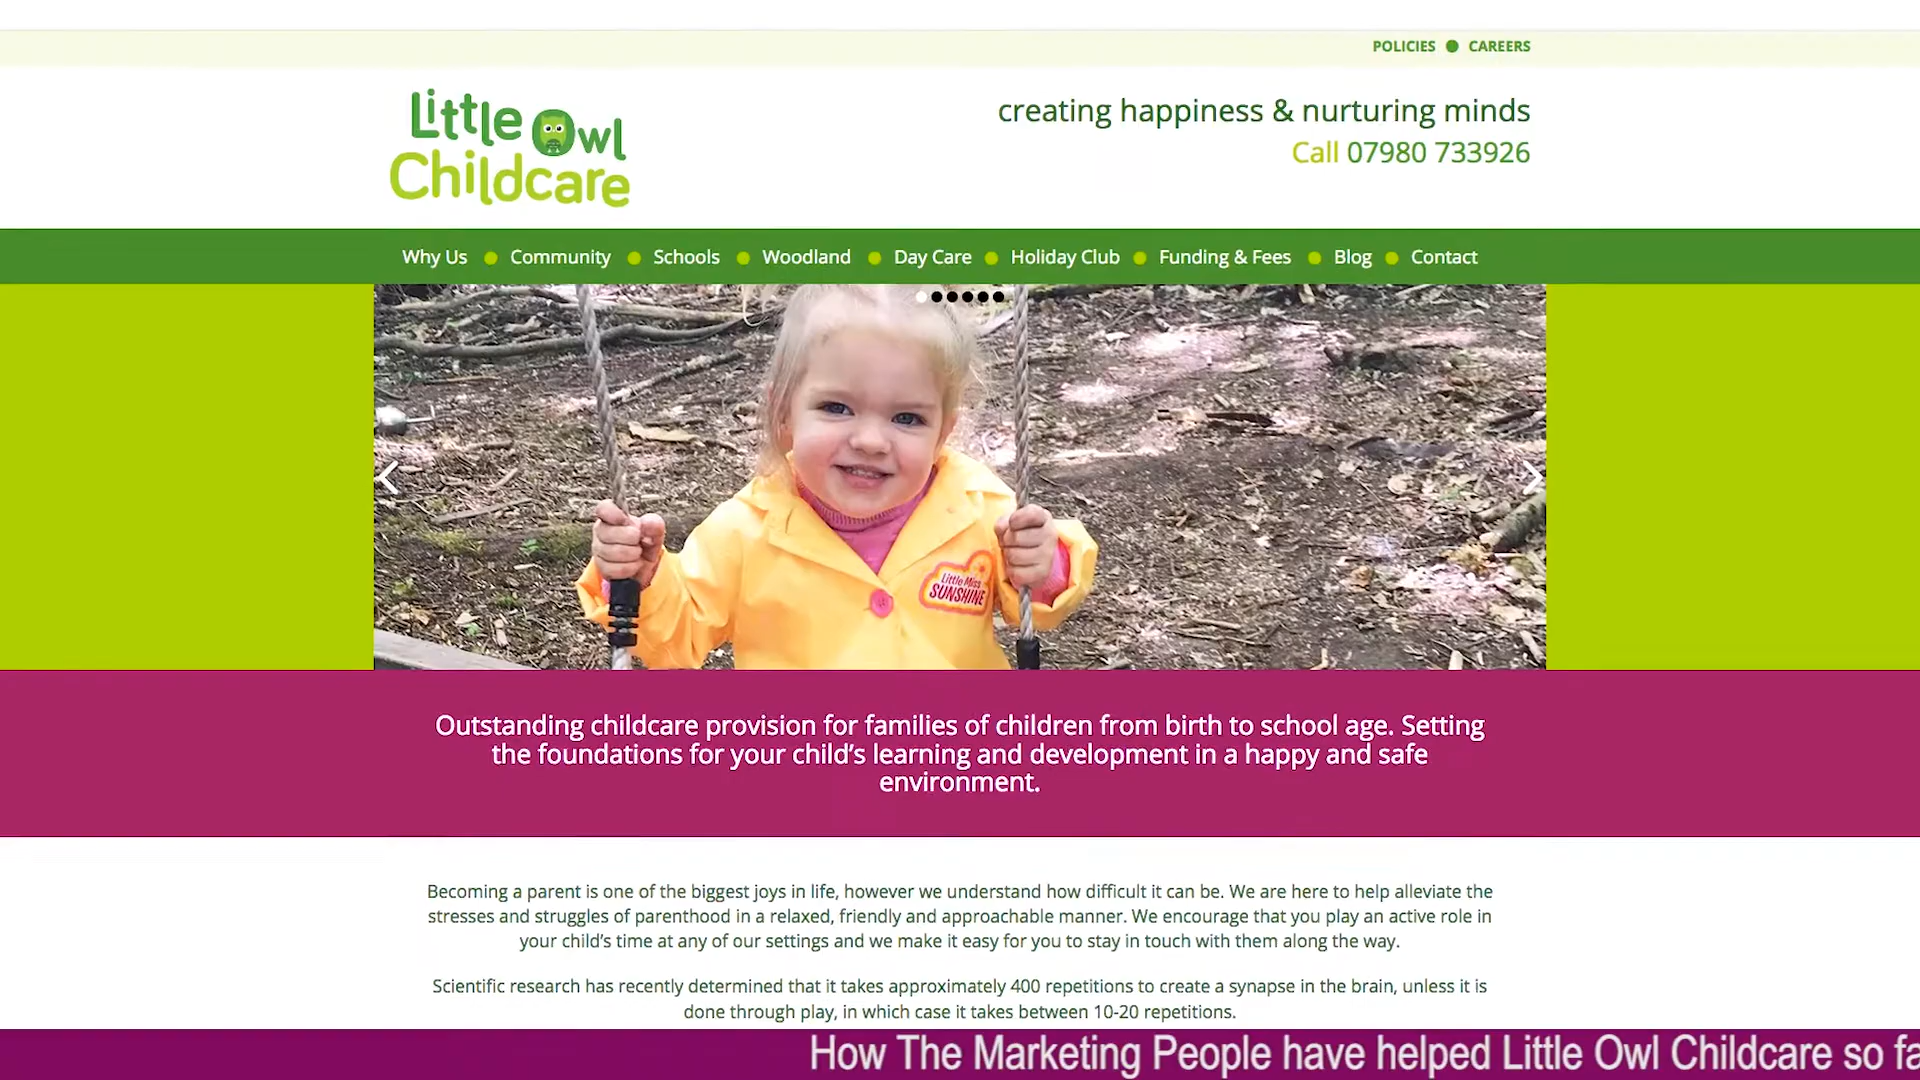 POLICIES CAREERS
Little Owl
Childcare
creating happiness & nurturing minds
Call 07980 733926
Why Us Community Schools Woodland Day Care Holiday Club Funding & Fees Blog Contact
Little Miss
SUNSHINE
Outstanding childcare provision for families of children from birth to school age. Setting
the foundations for your child’s learning and development in a happy and safe
environment.
Becoming a parent is one of the biggest joys in life, however we understand how difficult it can be. We are here to help alleviate the
stresses and struggles of parenthood in a relaxed, friendly and approachable manner. We encourage that you play an active role in
your child’s time at any of our settings and we make it easy for you to stay in touch with them along the way.
Scientific research has recently determined that it takes approximately 400 repetitions to create a synapse in the brain, unless it is
done through play, in which case it takes between 10-20 repetitions.
How The Marketing People have helped Little Owl Childcare so fa